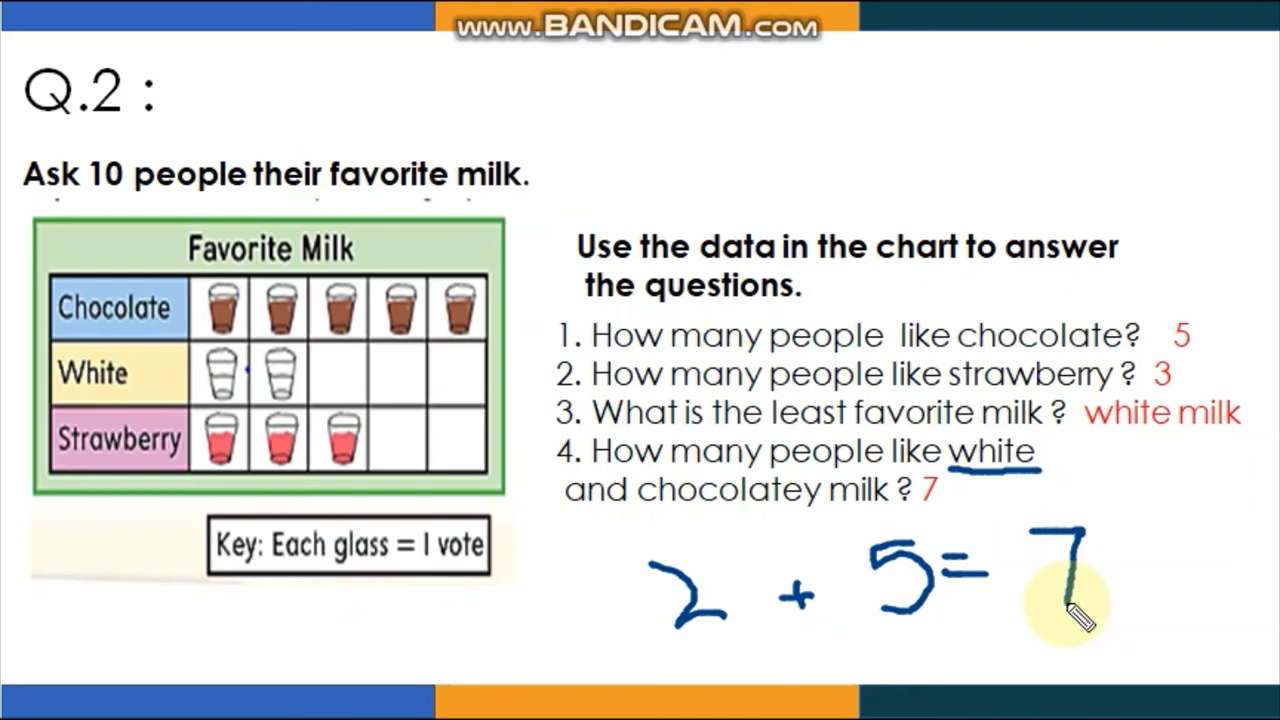 www.BANDICAM.com
Q.2 :
Ask 10 people their favorite milk.
Favorite Milk
Chocolate
White
Strawberry
Key: Each glass = 1 vote
Use the data in the chart to answer
the questions.
1. How many people like chocolate? 5
2. How many people like strawberry ? 3
3. What is the least favorite milk ? white milk
4. How many people like white
and chocolatey milk ? 7
2 + 5 = 7